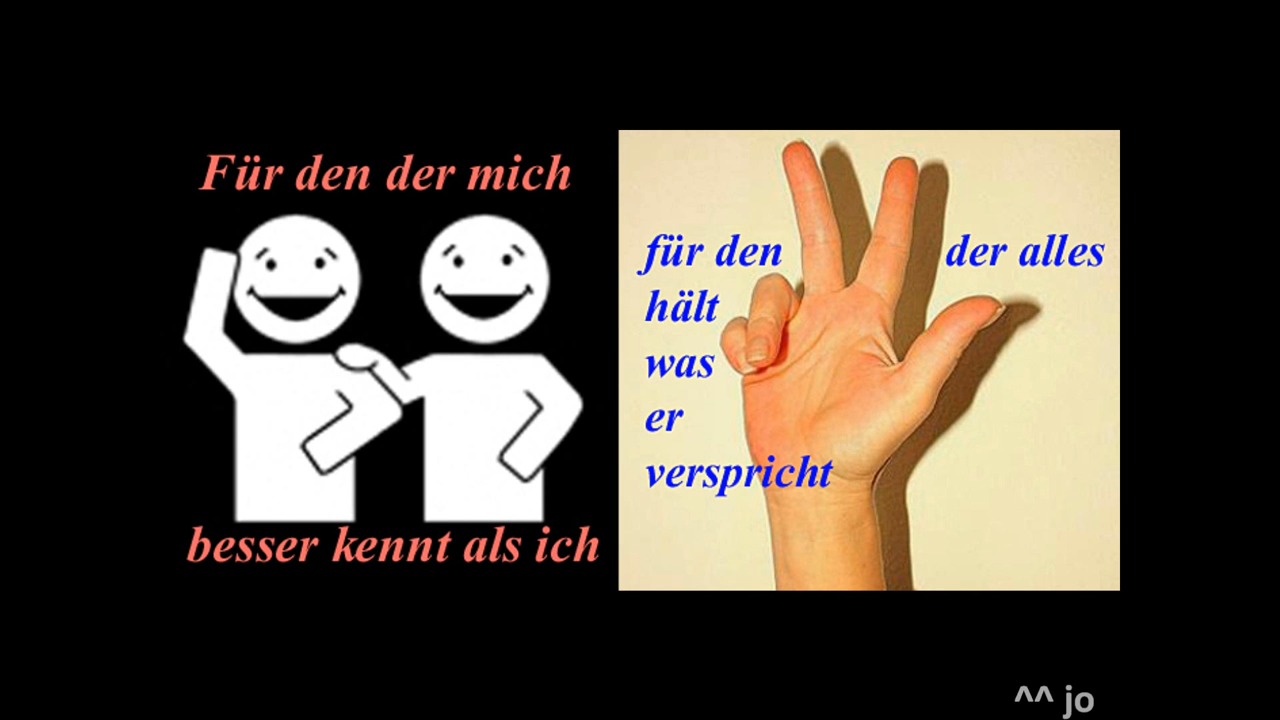 Für den der mich
besser kennt als ich
für den der alles
hält
was
er
verspricht
^^ jo